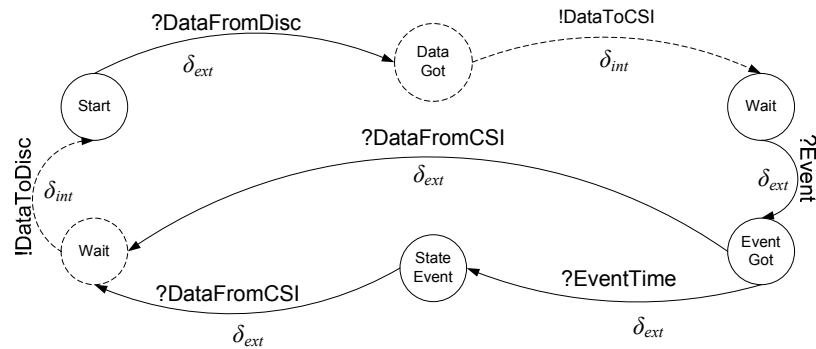 ?DataFromDisc
δext
Data
Got
!DataToCSI
δint
Start
Wait
?Event
δext
?DataFromCSI
δext
!DataToDisc
δint
Wait
State
Event
Event
Got
?DataFromCSI
δext
?EventTime
δext